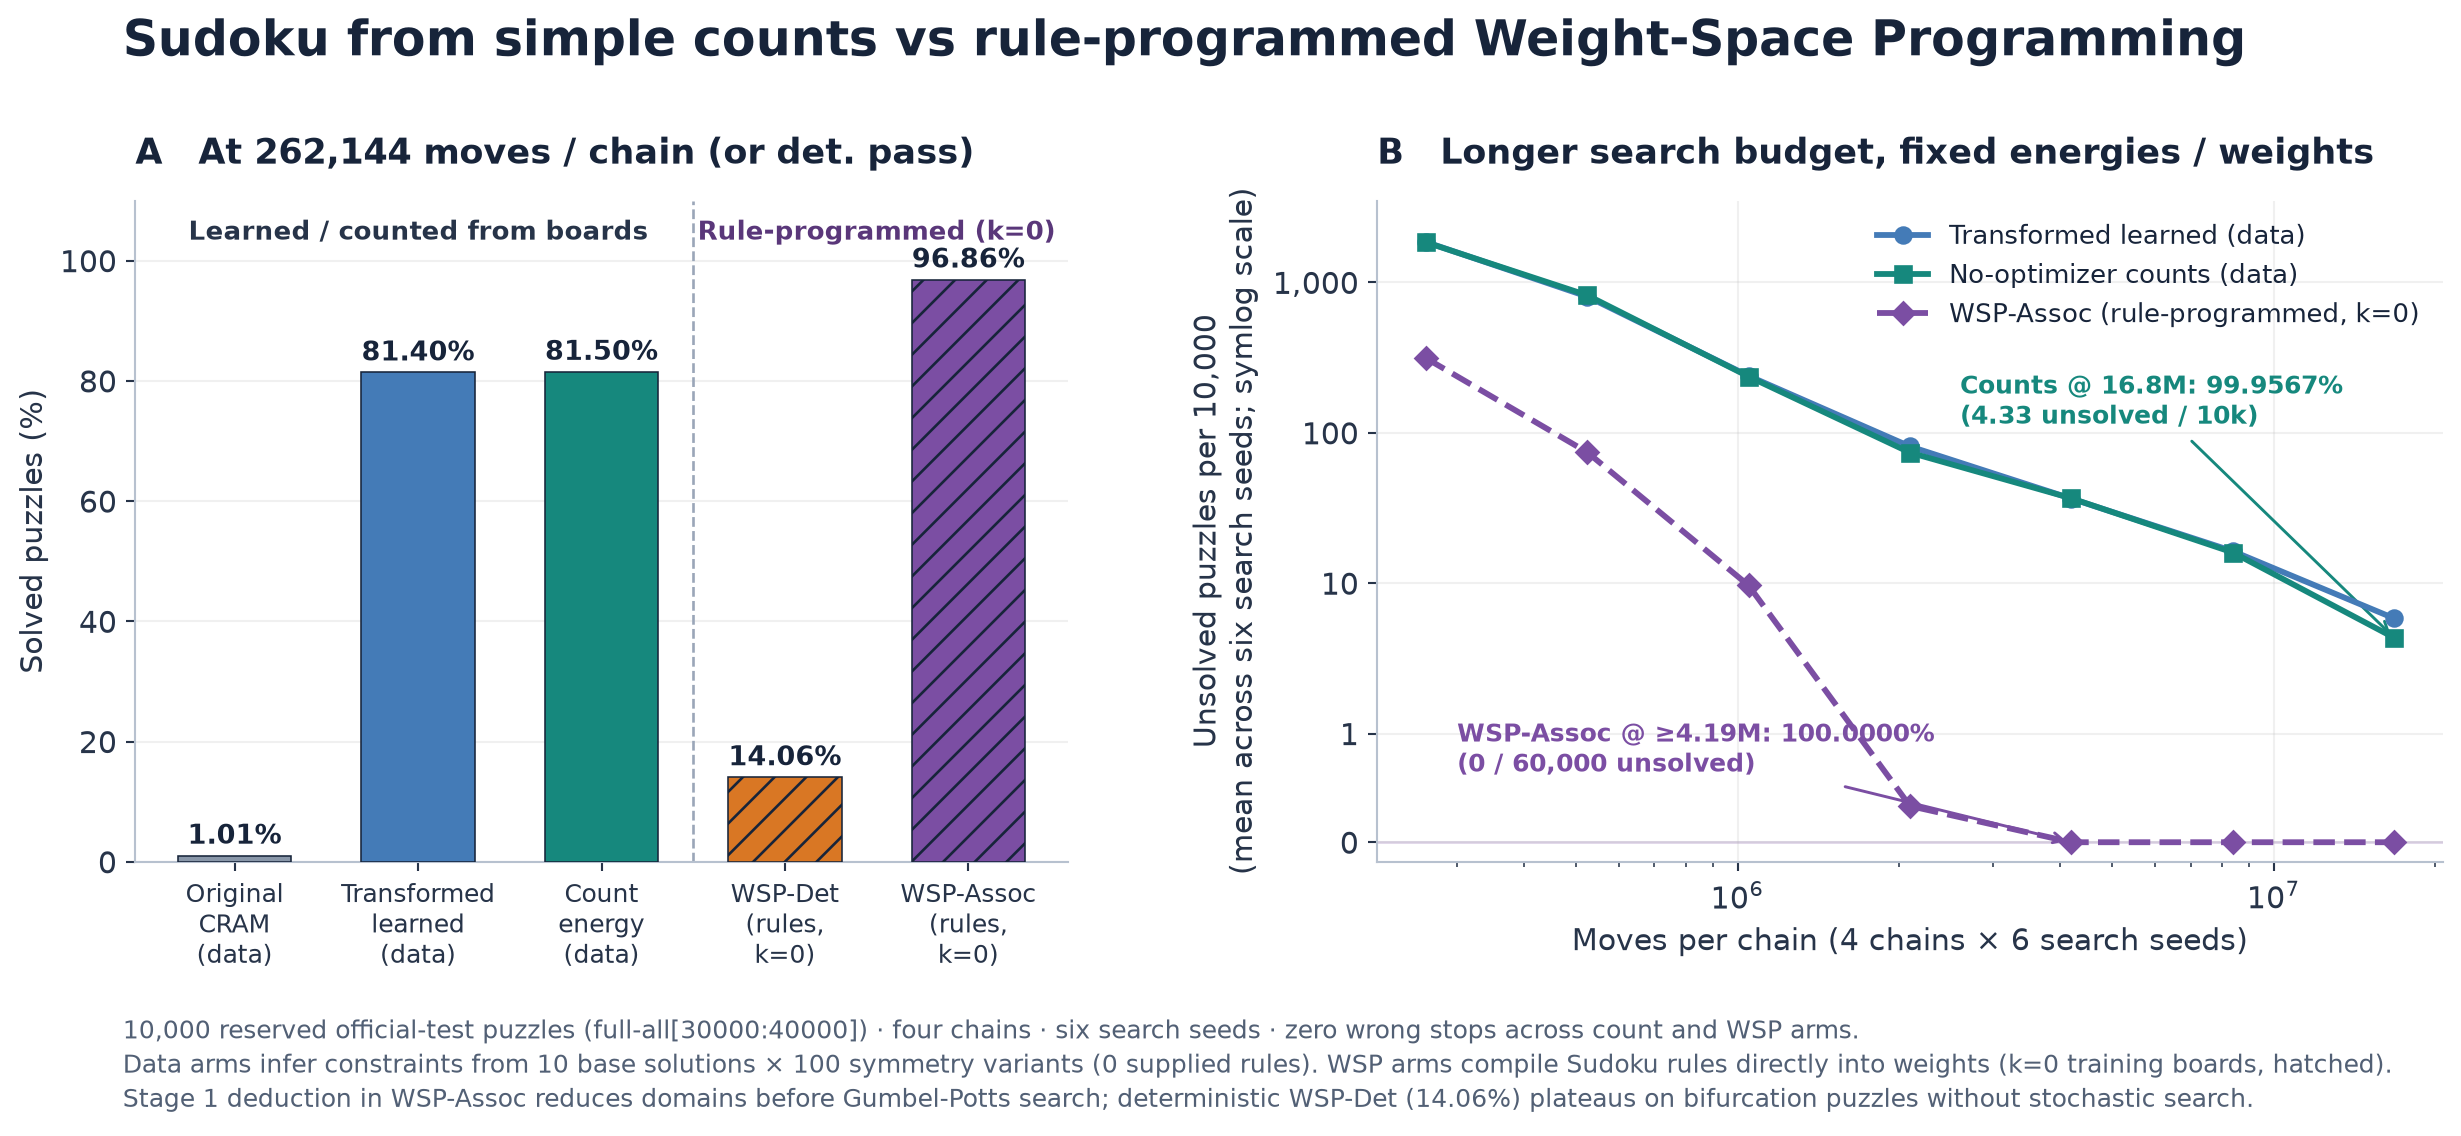 Sudoku from simple counts vs rule-programmed Weight-Space Programming
A At 262,144 moves / chain (or det. pass)
Solved puzzles (%)
100
80
60
40
20
0
Learned / counted from boards
Rule-programmed (k=0)
1.01%
81.40%
81.50%
14.06%
96.86%
Original
CRAM
(data)
Transformed
learned
(data)
Count
energy
(data)
WSP-Det
(rules,
k=0)
WSP-Assoc
(rules,
k=0)
B Longer search budget, fixed energies / weights
Unsolved puzzles per 10,000
(mean across six search seeds; symlog scale)
1,000
100
10
1
0
Transformed learned (data)
No-optimizer counts (data)
WSP-Assoc (rule-programmed, k=0)
Counts @ 16.8M: 99.9567%
(4.33 unsolved / 10k)
WSP-Assoc @ ≥4.19M: 100.0000%
(0 / 60,000 unsolved)
10⁶
10⁷
Moves per chain (4 chains × 6 search seeds)
10,000 reserved official-test puzzles (full-all[30000:40000]) · four chains · six search seeds · zero wrong stops across count and WSP arms.
Data arms infer constraints from 10 base solutions × 100 symmetry variants (0 supplied rules). WSP arms compile Sudoku rules directly into weights (k=0 training boards, hatched).
Stage 1 deduction in WSP-Assoc reduces domains before Gumbel-Potts search; deterministic WSP-Det (14.06%) plateaus on bifurcation puzzles without stochastic search.